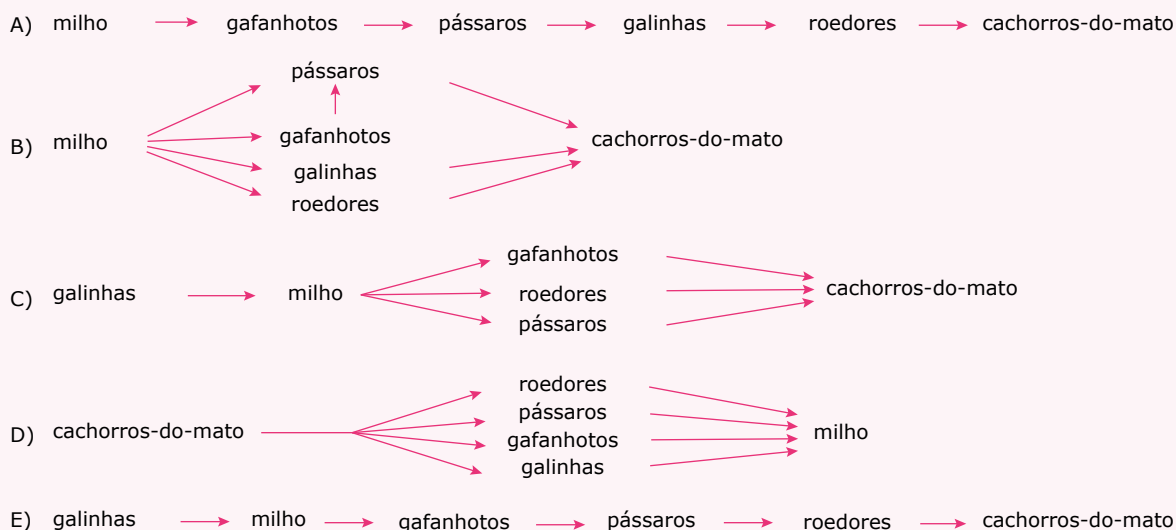 A) milho gafanhotos pássaros galinhas roedores cachorros-do-mato
pássaros
B) milho gafanhotos cachorros-do-mato
galinhas
roedores
gafanhotos
C) galinhas milho roedores cachorros-do-mato
pássaros
roedores
pássaros
D) cachorros-do-mato milho
gafanhotos
galinhas
E) galinhas milho gafanhotos pássaros roedores cachorros-do-mato